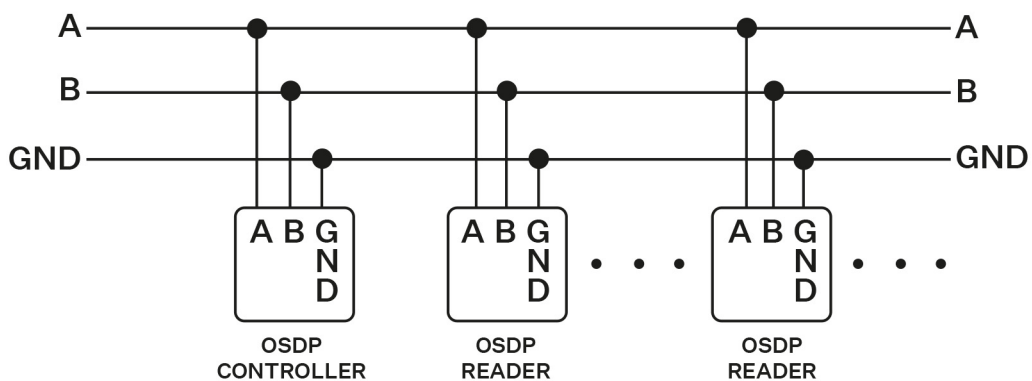 A A
B B
GND GND
A B G
N
D
A B G
N
D
A B G
N
D
OSDP
CONTROLLER
OSDP
READER
OSDP
READER